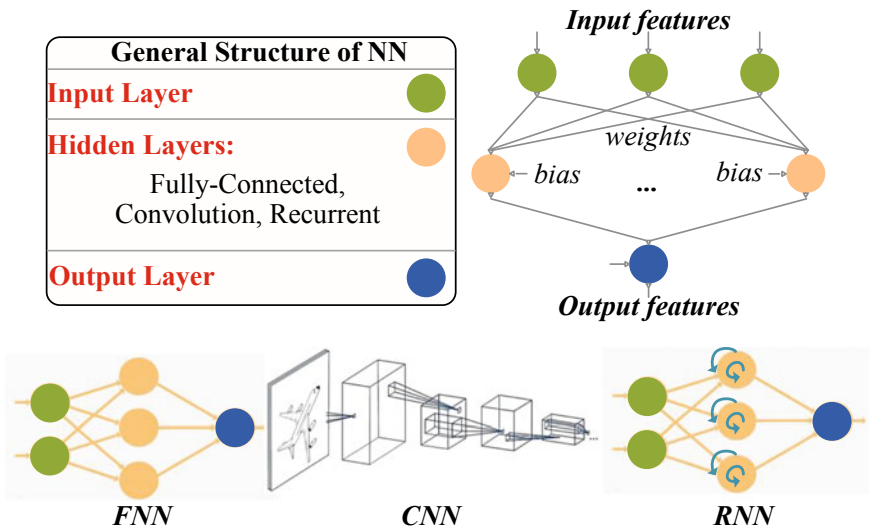 General Structure of NN
Input Layer
Hidden Layers:
Fully-Connected,
Convolution, Recurrent
Output Layer
Input features
weights
bias
...
bias
Output features
...
FNN
CNN
RNN